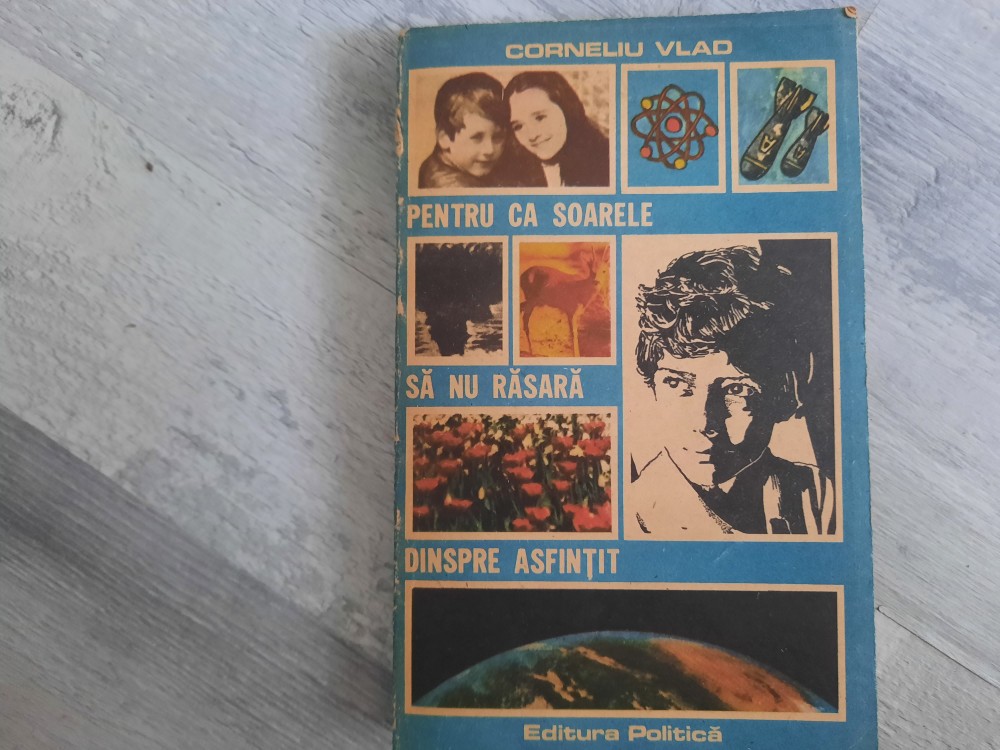 CORNELIU VLAD
PENTRU CA SOARELE
SĂ NU RĂSARĂ
DINSPRE ASFINȚIT
Editura Politică